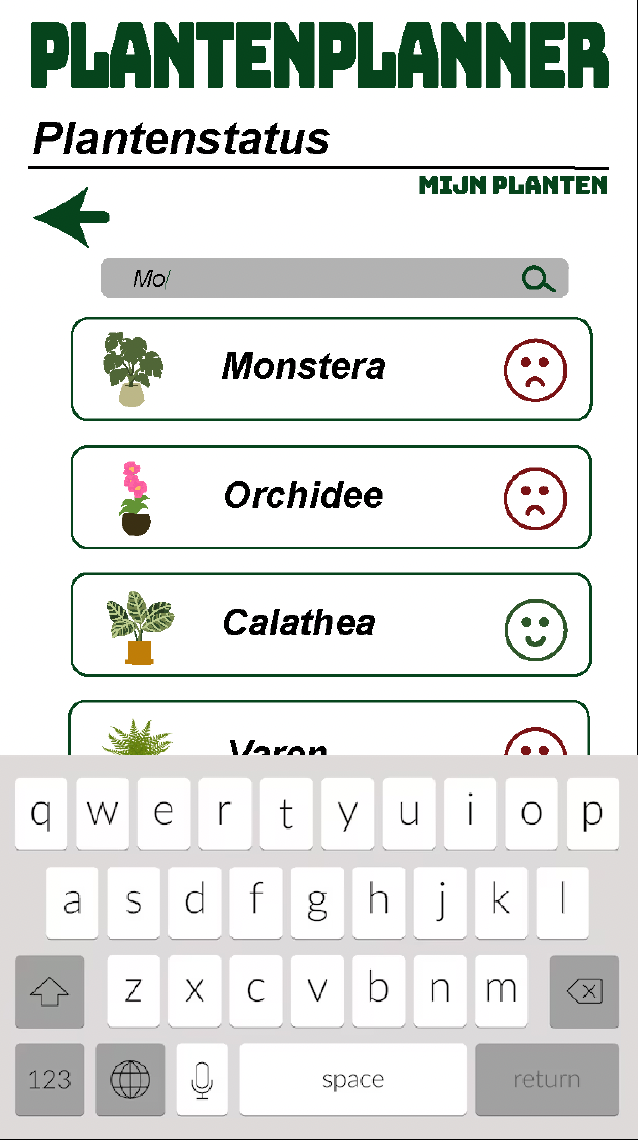 PLANTENPLANNER
Plantenstatus
MIJN PLANTEN
Mo
Monstera
Orchidee
Calathea
Varen
q w e r t y u i o p
a s d f g h j k l
z x c v b n m
123 space return